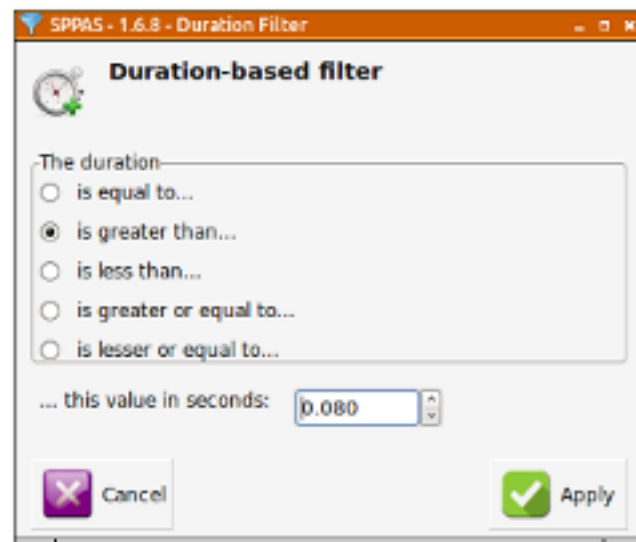 SPPAS - 1.6.8 - Duration Filter
Duration-based filter
The duration
is equal to...
is greater than...
is less than...
is greater or equal to...
is lesser or equal to...
... this value in seconds: 0.080
Cancel Apply